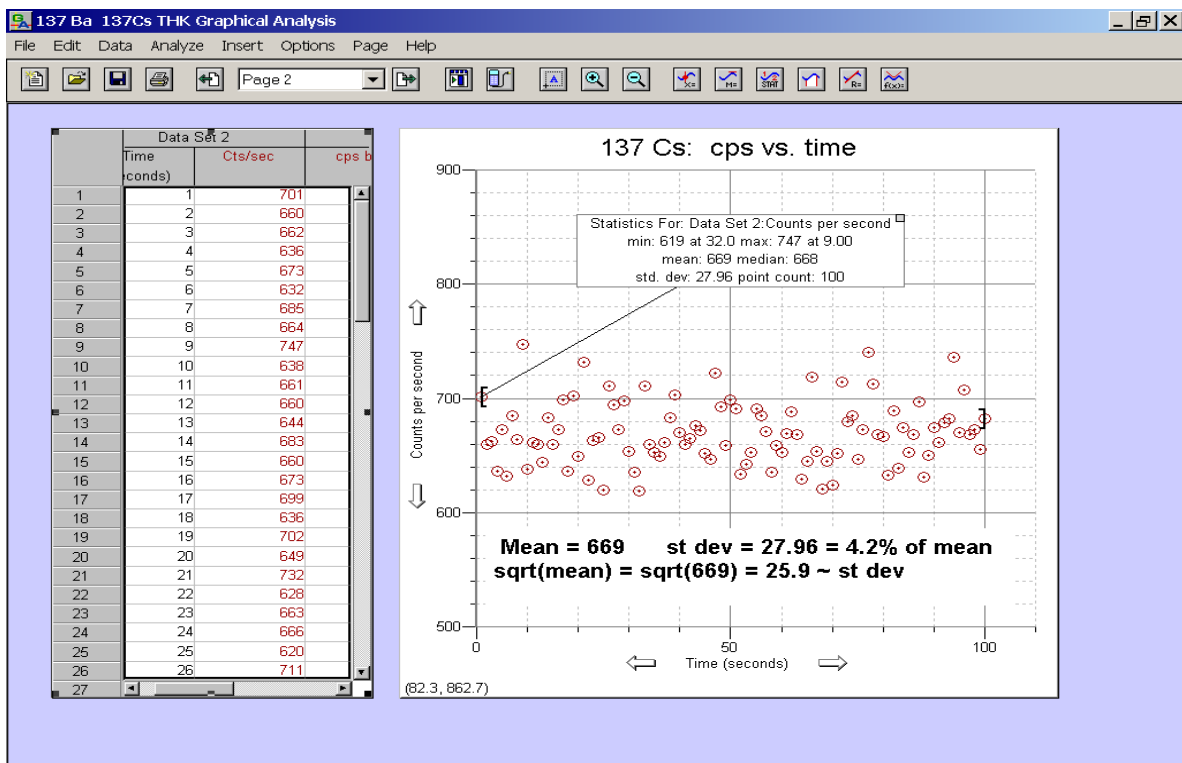 137 Ba 137Cs THK Graphical Analysis
File Edit Data Analyze Insert Options Page Help
Page 2
A X= M= STAT R= f(x)=
Data Set 2
Time Cts/sec cps b
conds)
1 1 701
2 2 660
3 3 662
4 4 636
5 5 673
6 6 632
7 7 685
8 8 664
9 9 747
10 10 638
11 11 661
12 12 660
13 13 644
14 14 683
15 15 660
16 16 673
17 17 699
18 18 636
19 19 702
20 20 649
21 21 732
22 22 628
23 23 663
24 24 666
25 25 620
26 26 711
27
137 Cs: cps vs. time
900
Statistics For: Data Set 2:Counts per second
min: 619 at 32.0 max: 747 at 9.00
mean: 669 median: 668
std. dev: 27.96 point count: 100
800
Counts per second
700
600
Mean = 669 st dev = 27.96 = 4.2% of mean
sqrt(mean) = sqrt(669) = 25.9 ~ st dev
500
0 50 100
Time (seconds)
(82.3, 862.7)